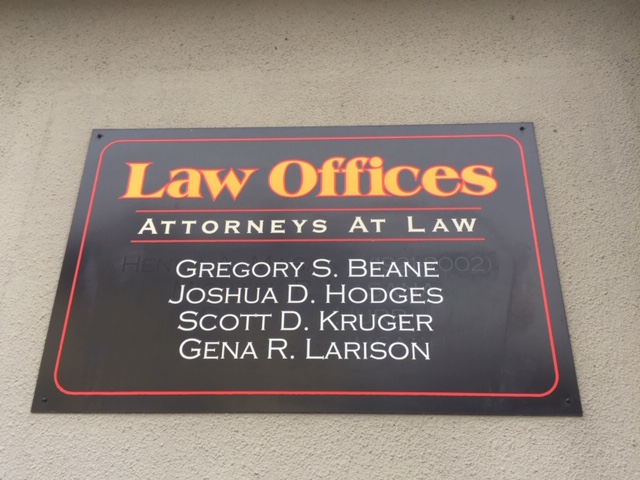 Law Offices
Attorneys At Law
Gregory S. Beane
Joshua D. Hodges
Scott D. Kruger
Gena R. Larison